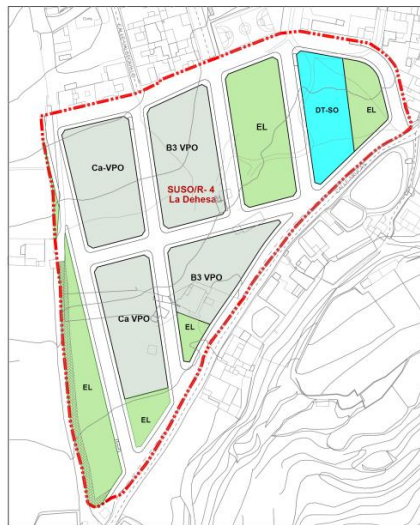 DT-SO
EL
EL
B3 VPO
Ca-VPO
SUSO/R- 4
La Dehesa
B3 VPO
Ca VPO
EL
EL
EL